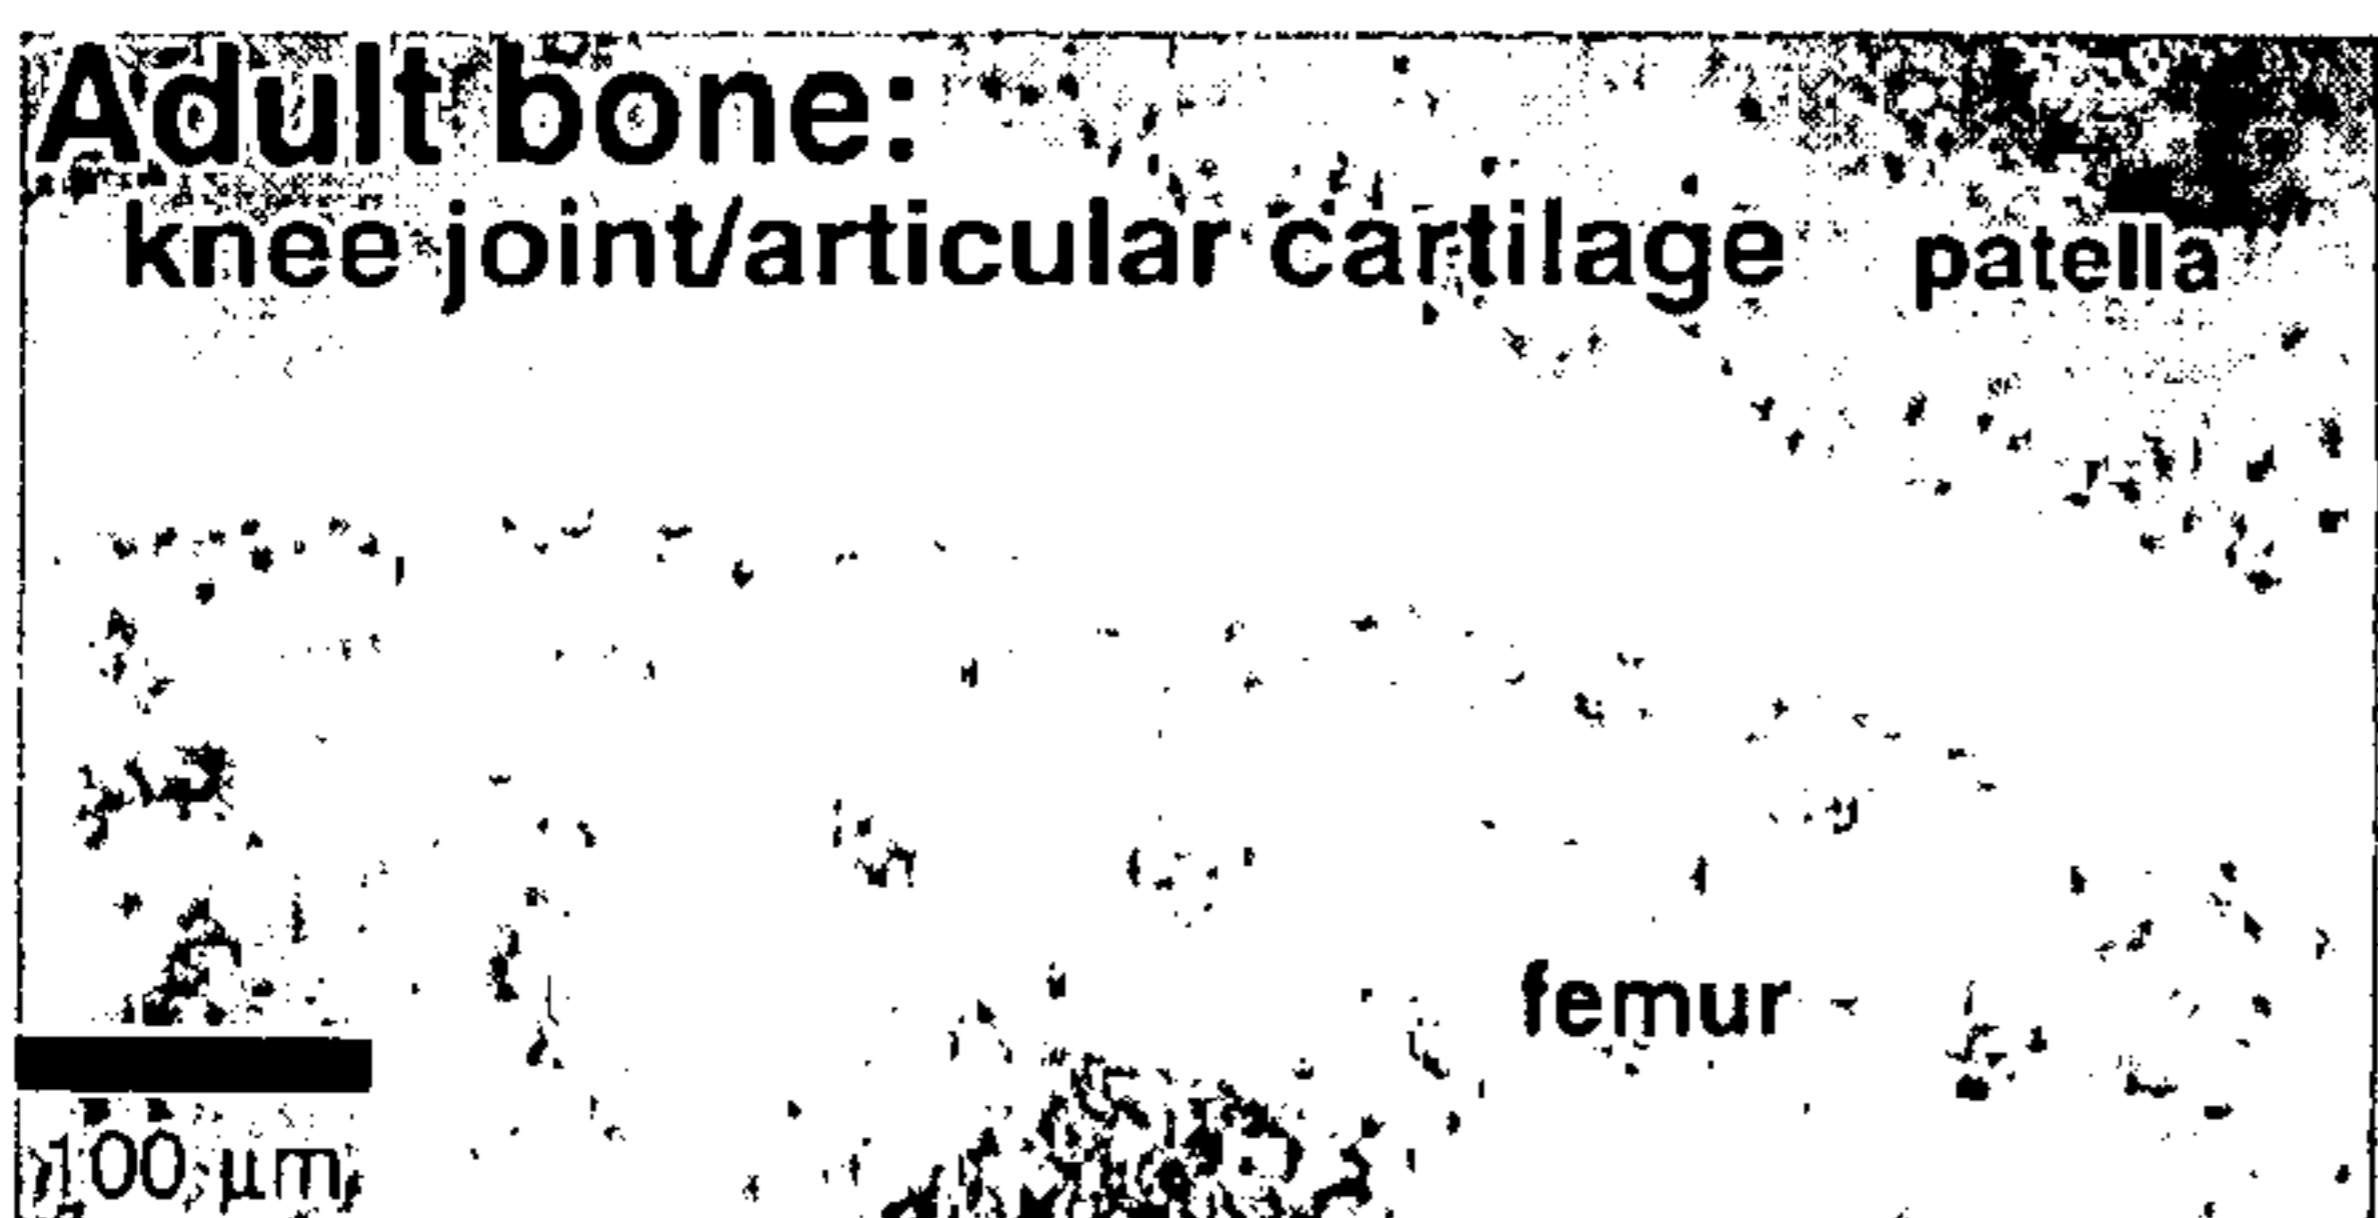 Adult bone:
knee joint/articular cartilage patella
femur
100 µm